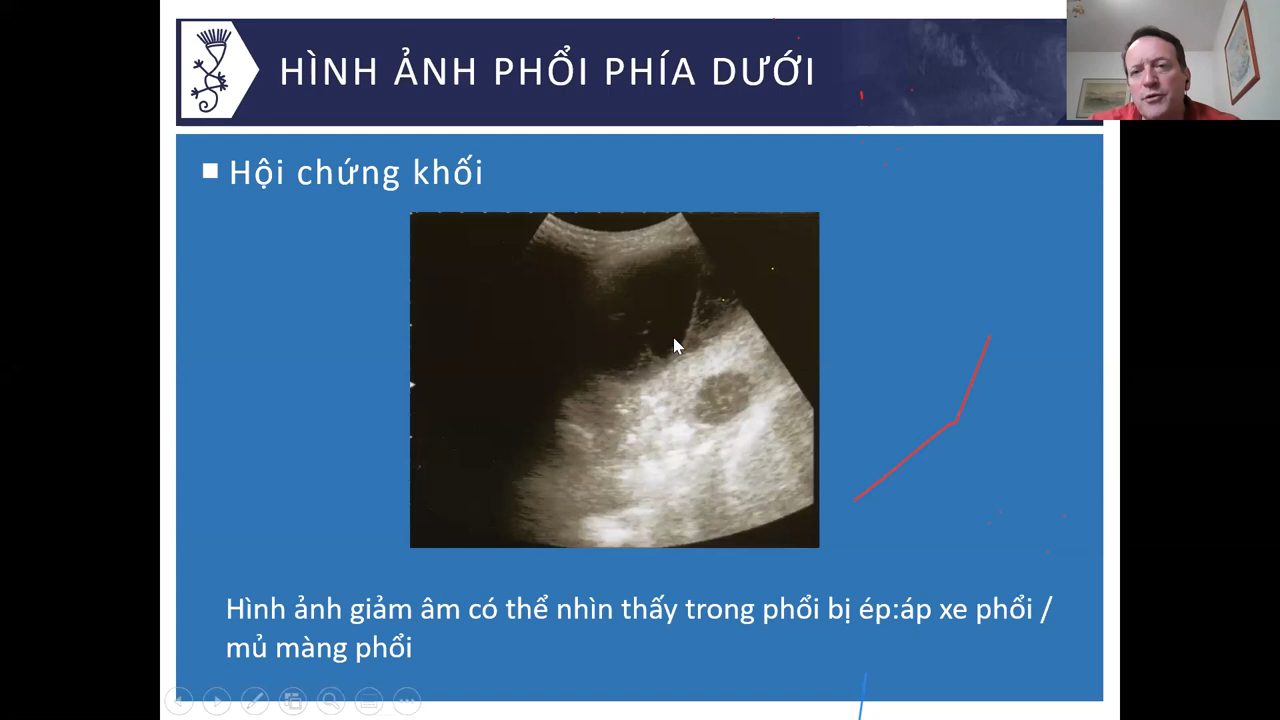 HÌNH ẢNH PHỔI PHÍA DƯỚI
Hội chứng khối
Hình ảnh giảm âm có thể nhìn thấy trong phổi bị ép:áp xe phổi /
mủ màng phổi